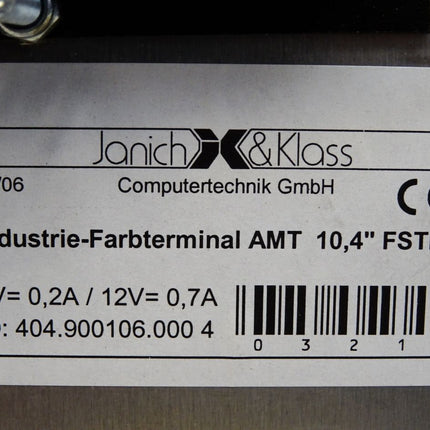 Janich & Klass
/06 Computertechnik GmbH CE
dustrie-Farbterminal AMT 10,4" FST
V= 0,2A / 12V= 0,7A
: 404.900106.000 4
0 3 2 1